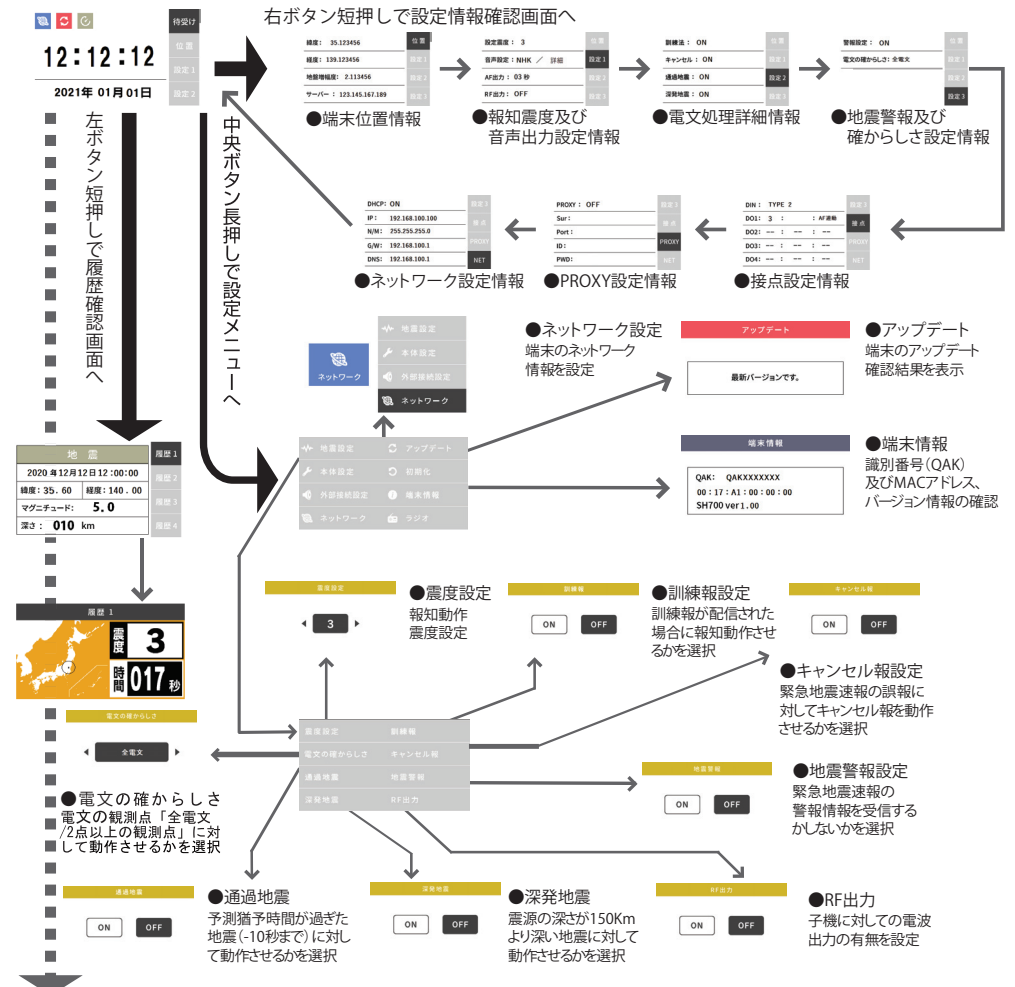 右ボタン短押しで設定情報確認画面へ
12:12:12
2021年 01月01日
待受け
位置
設定 1
設定 2
左ボタン短押しで履歴確認画面へ
中央ボタン長押しで設定メニューへ
緯度: 35.123456
経度: 139.123456
地盤増幅度: 2.113456
サーバー : 123.145.167.189
位置
設定 1
設定 2
設定 3
●端末位置情報
設定震度: 3
音声設定:NHK ／ 詳細
AF出力: 03 秒
RF出力: OFF
位置
設定 1
設定 2
設定 3
●報知震度及び
音声出力設定情報
訓練法: ON
キャンセル: ON
通過地震: ON
深発地震: ON
位置
設定 1
設定 2
設定 3
●電文処理詳細情報
警報設定: ON
電文の確からしさ: 全電文
位置
設定 1
設定 2
設定 3
●地震警報及び
確からしさ設定情報
DHCP: ON
IP: 192.168.100.100
N/M: 255.255.255.0
G/W: 192.168.100.1
DNS: 192.168.100.1
設定 3
接点
PROXY
NET
●ネットワーク設定情報
PROXY: OFF
Sur:
Port:
ID:
PWD:
設定 3
接点
PROXY
NET
●PROXY設定情報
DIN: TYPE 2
DO1: 3 : : AF連動
DO2: -- : -- : --
DO3: -- : -- : --
DO4: -- : -- : --
設定 3
接点
PROXY
NET
●接点設定情報
ネットワーク
地震設定
本体設定
外部接続設定
ネットワーク
●ネットワーク設定
端末のネットワーク
情報を設定
アップデート
最新バージョンです。
●アップデート
端末のアップデート
確認結果を表示
地震設定 アップデート
本体設定 初期化
外部接続設定 端末情報
ネットワーク ラジオ
端末情報
QAK: QAKXXXXXXX
00:17:A1:00:00:00
SH700 ver1.00
●端末情報
識別番号(QAK)
及びMACアドレス、
バージョン情報の確認
地 震
2020 年12月12日12:00:00
緯度:35.60 経度:140.00
マグニチュード: 5.0
深さ: 010 km
履歴 1
履歴 2
履歴 3
履歴 4
履歴 1
震度 3
時間 017 秒
震度設定
3
●震度設定
報知動作
震度設定
訓練報
ON OFF
●訓練報設定
訓練報が配信された
場合に報知動作させ
るかを選択
キャンセル報
ON OFF
●キャンセル報設定
緊急地震速報の誤報に
対してキャンセル報を動作
させるかを選択
震度設定 訓練報
電文の確からしさ キャンセル報
通過地震 地震警報
深発地震 RF出力
電文の確からしさ
全電文
●電文の確からしさ
電文の観測点「全電文
/2点以上の観測点」に対
して動作させるかを選択
地震警報
ON OFF
●地震警報設定
緊急地震速報の
警報情報を受信する
かしないかを選択
通過地震
ON OFF
●通過地震
予測猶予時間が過ぎた
地震(-10秒まで)に対し
て動作させるかを選択
深発地震
ON OFF
●深発地震
震源の深さが150Km
より深い地震に対して
動作させるかを選択
RF出力
ON OFF
●RF出力
子機に対しての電波
出力の有無を設定